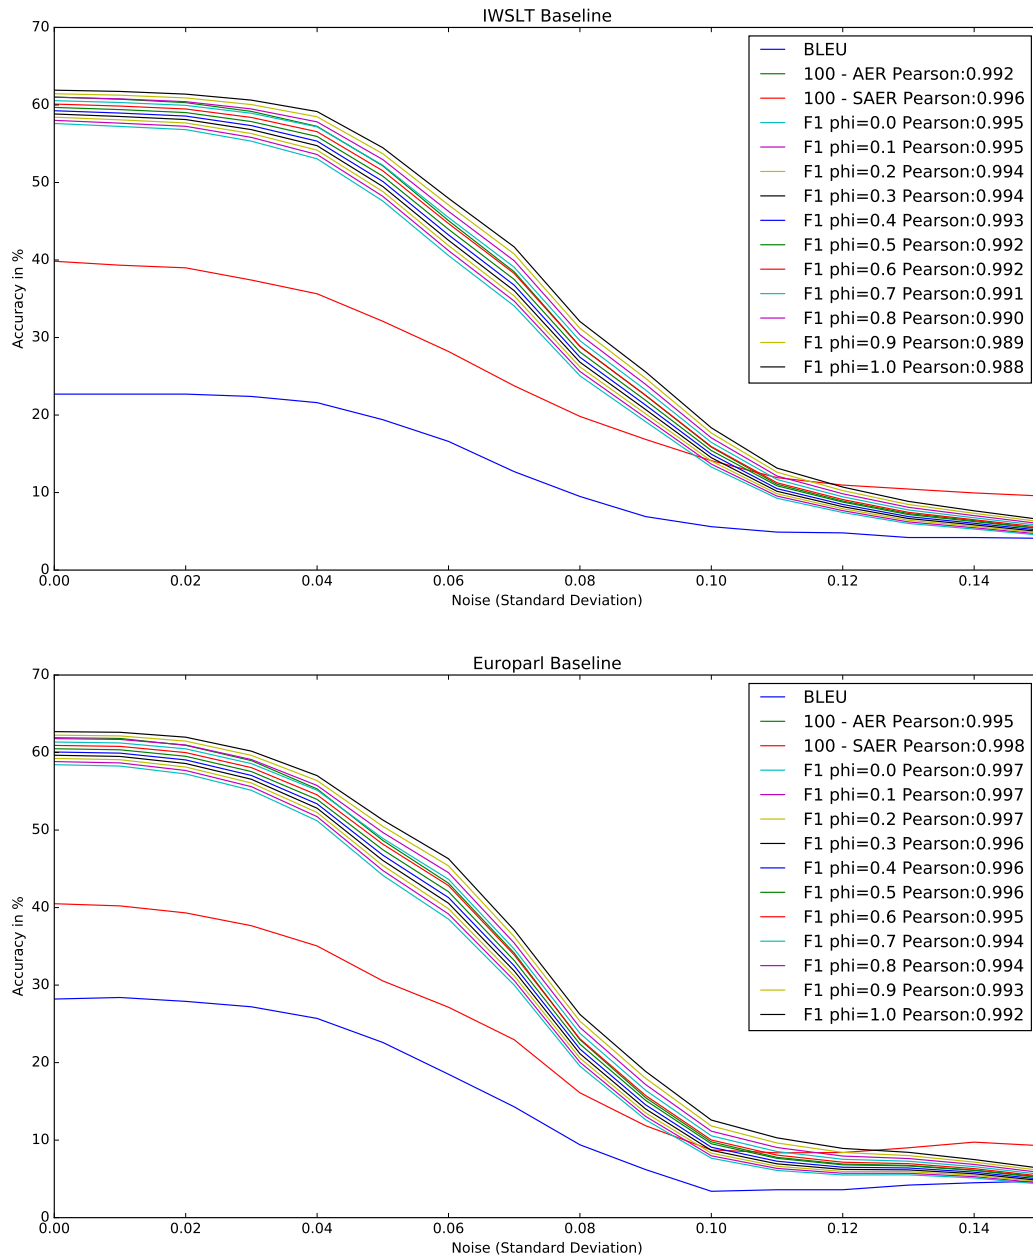 IWSLT Baseline
70
60
50
40
30
20
10
0
Accuracy in %
BLEU
100 - AER Pearson:0.992
100 - SAER Pearson:0.996
F1 phi=0.0 Pearson:0.995
F1 phi=0.1 Pearson:0.995
F1 phi=0.2 Pearson:0.994
F1 phi=0.3 Pearson:0.994
F1 phi=0.4 Pearson:0.993
F1 phi=0.5 Pearson:0.992
F1 phi=0.6 Pearson:0.992
F1 phi=0.7 Pearson:0.991
F1 phi=0.8 Pearson:0.990
F1 phi=0.9 Pearson:0.989
F1 phi=1.0 Pearson:0.988
0.00 0.02 0.04 0.06 0.08 0.10 0.12 0.14
Noise (Standard Deviation)
Europarl Baseline
70
60
50
40
30
20
10
0
Accuracy in %
BLEU
100 - AER Pearson:0.995
100 - SAER Pearson:0.998
F1 phi=0.0 Pearson:0.997
F1 phi=0.1 Pearson:0.997
F1 phi=0.2 Pearson:0.997
F1 phi=0.3 Pearson:0.996
F1 phi=0.4 Pearson:0.996
F1 phi=0.5 Pearson:0.996
F1 phi=0.6 Pearson:0.995
F1 phi=0.7 Pearson:0.994
F1 phi=0.8 Pearson:0.994
F1 phi=0.9 Pearson:0.993
F1 phi=1.0 Pearson:0.992
0.00 0.02 0.04 0.06 0.08 0.10 0.12 0.14
Noise (Standard Deviation)